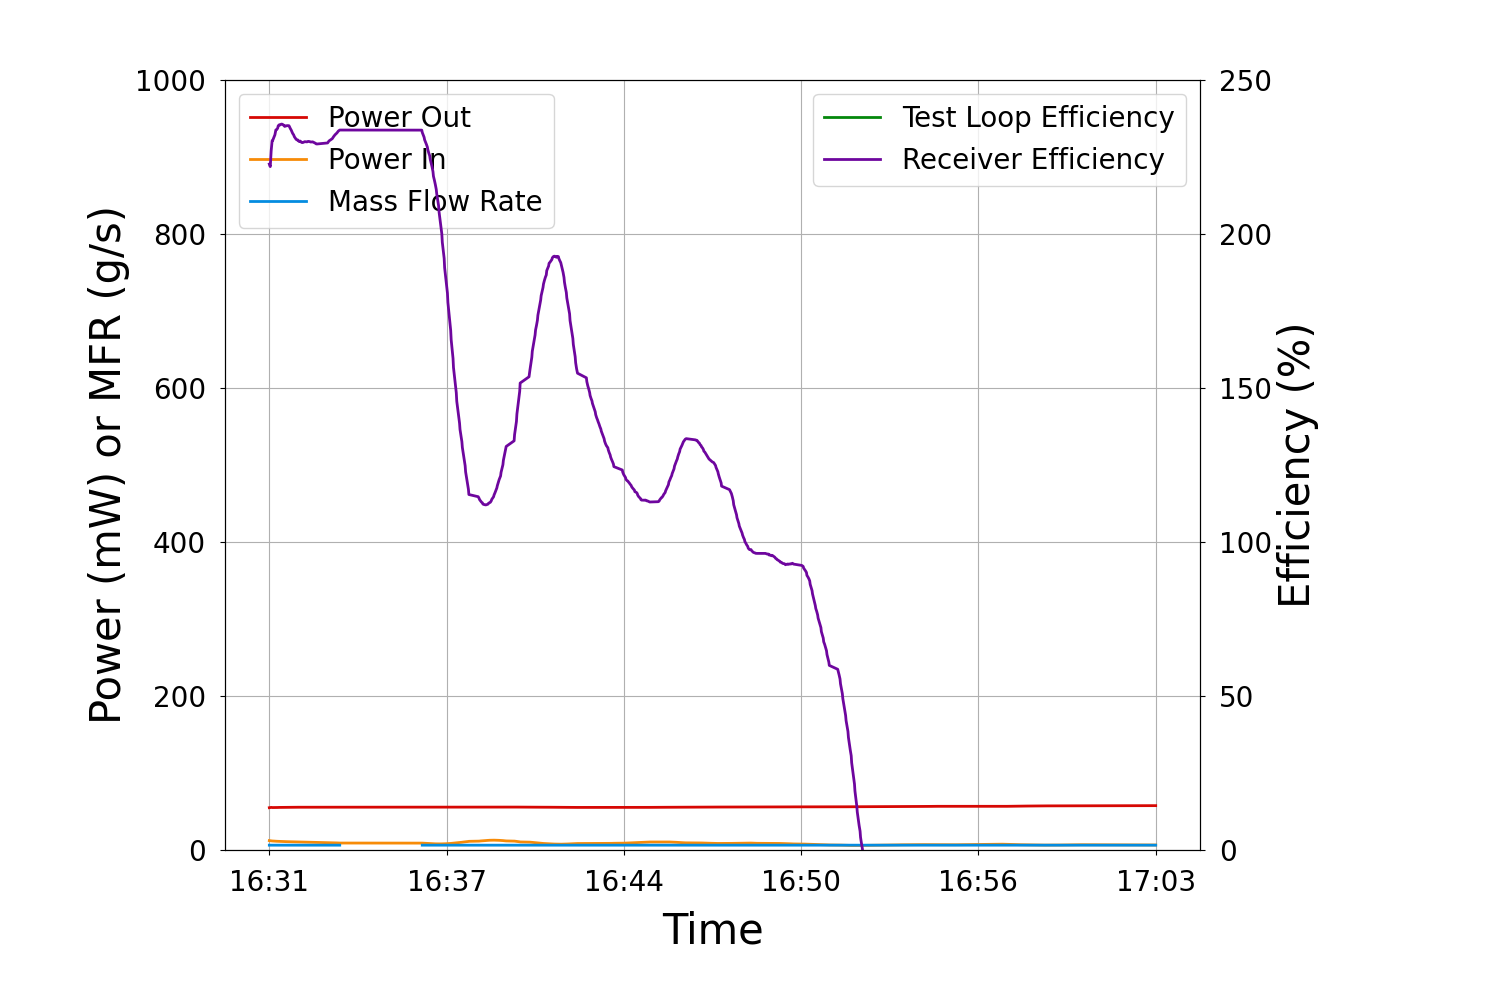 1000
800
600
400
200
0
Power (mW) or MFR (g/s)
Power Out
Power In
Mass Flow Rate
Test Loop Efficiency
Receiver Efficiency
250
200
150
100
50
0
Efficiency (%)
16:31 16:37 16:44 16:50 16:56 17:03
Time